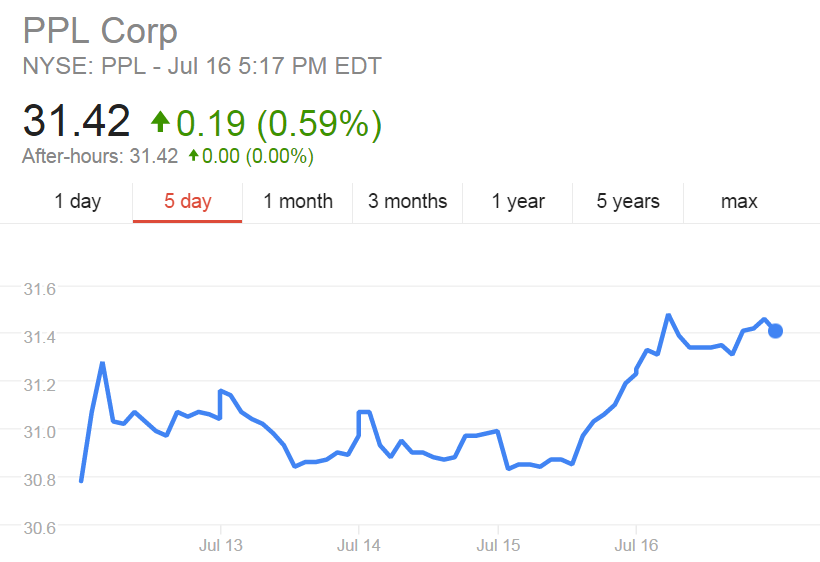 PPL Corp
NYSE: PPL - Jul 16 5:17 PM EDT
31.42 0.19 (0.59%)
After-hours: 31.42 0.00 (0.00%)
1 day 5 day 1 month 3 months 1 year 5 years max
31.6
31.4
31.2
31.0
30.8
30.6
Jul 13 Jul 14 Jul 15 Jul 16